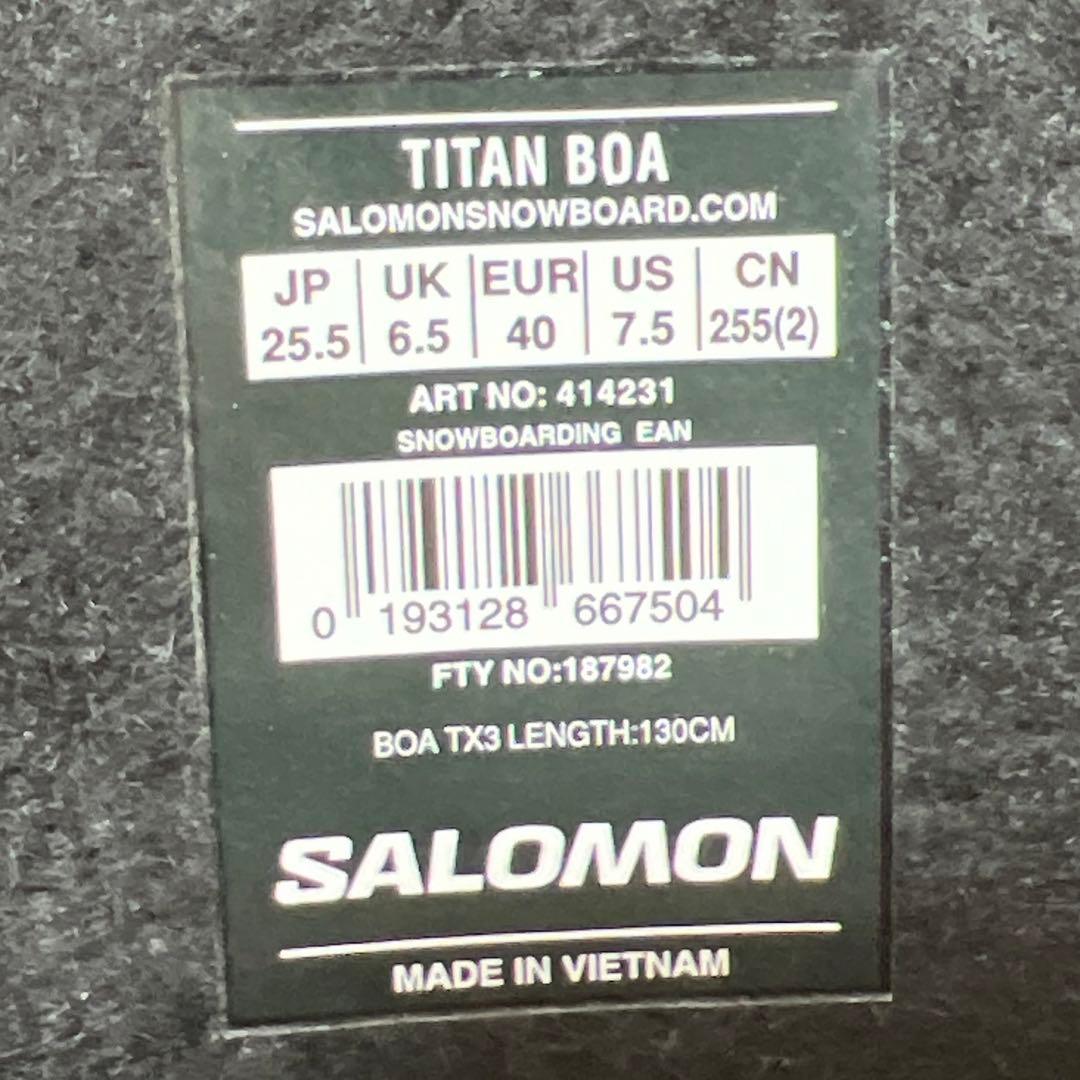 TITAN BOA
SALOMONSNOWBOARD.COM
JP UK EUR US CN
25.5 6.5 40 7.5 255(2)
ART NO: 414231
SNOWBOARDING EAN
0 193128 667504
FTY NO:187982
BOA TX3 LENGTH:130CM
SALOMON
MADE IN VIETNAM